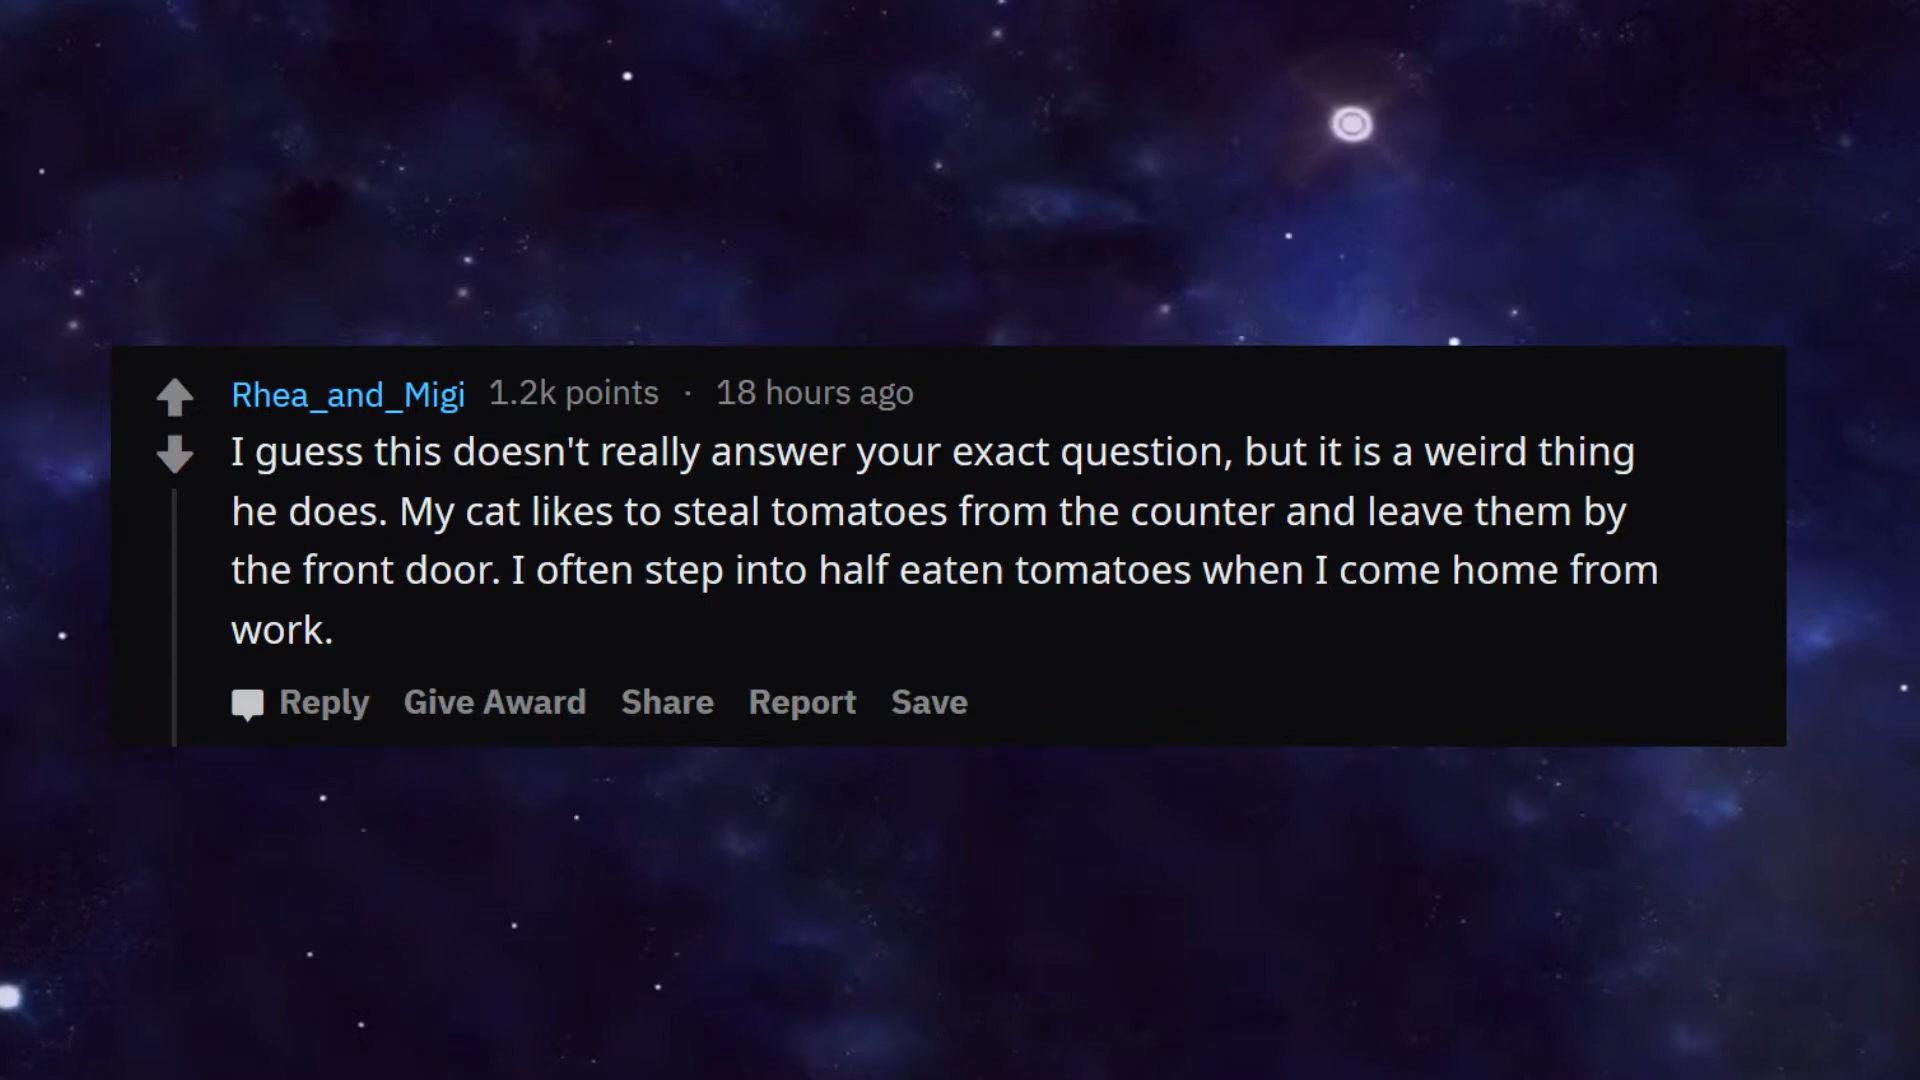 Rhea_and_Migi 1.2k points · 18 hours ago
I guess this doesn't really answer your exact question, but it is a weird thing
he does. My cat likes to steal tomatoes from the counter and leave them by
the front door. I often step into half eaten tomatoes when I come home from
work.
Reply Give Award Share Report Save